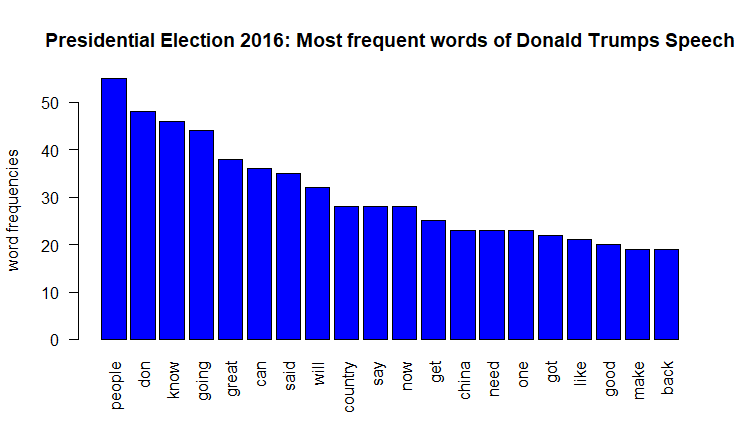 Presidential Election 2016: Most frequent words of Donald Trumps Speech
word frequencies
50
40
30
20
10
0
people
don
know
going
great
can
said
will
country
say
now
get
china
need
one
got
like
good
make
back